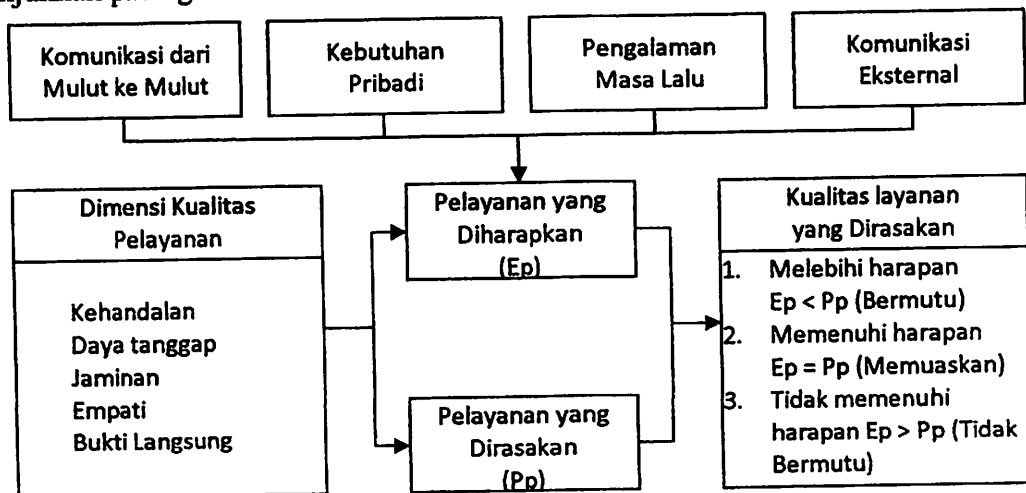 Komunikasi dari
Mulut ke Mulut
Kebutuhan
Pribadi
Pengalaman
Masa Lalu
Komunikasi
Eksternal
Dimensi Kualitas
Pelayanan
Kehandalan
Daya tanggap
Jaminan
Empati
Bukti Langsung
Pelayanan yang
Diharapkan
(Ep)
Pelayanan yang
Dirasakan
(Pp)
Kualitas layanan
yang Dirasakan
1. Melebihi harapan
Ep < Pp (Bermutu)
2. Memenuhi harapan
Ep = Pp (Memuaskan)
3. Tidak memenuhi
harapan Ep > Pp (Tidak
Bermutu)